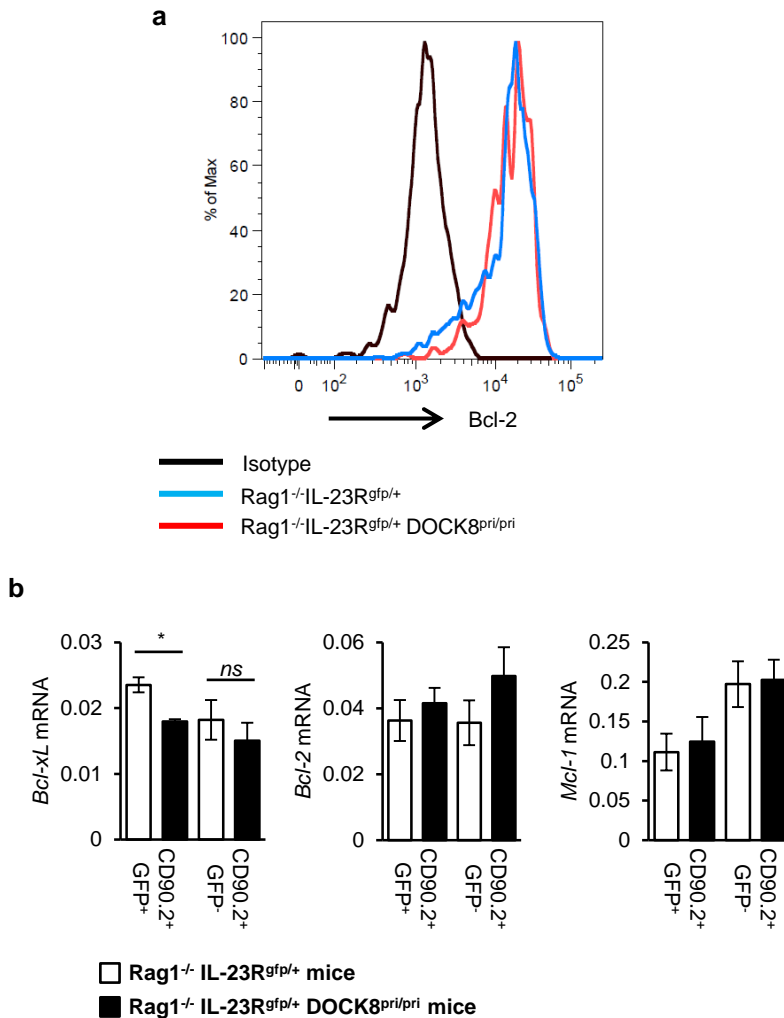 a
100
80
60
40
20
0
% of Max
0 10² 10³ 10⁴ 10⁵
Bcl-2
Isotype
Rag1⁻/⁻IL-23Rᵍᶠᵖ/⁺
Rag1⁻/⁻IL-23Rᵍᶠᵖ/⁺ DOCK8ᵖʳⁱ/ᵖʳⁱ
b
0.03
0.02
0.01
0
Bcl-xL mRNA
*
ns
CD90.2+
GFP⁺
CD90.2+
GFP⁻
0.06
0.04
0.02
0
Bcl-2 mRNA
CD90.2+
GFP⁺
CD90.2+
GFP⁻
0.25
0.2
0.15
0.1
0.05
0
Mcl-1 mRNA
CD90.2+
GFP⁺
CD90.2+
GFP⁻
Rag1⁻/⁻ IL-23Rᵍᶠᵖ/⁺ mice
Rag1⁻/⁻ IL-23Rᵍᶠᵖ/⁺ DOCK8ᵖʳⁱ/ᵖʳⁱ mice